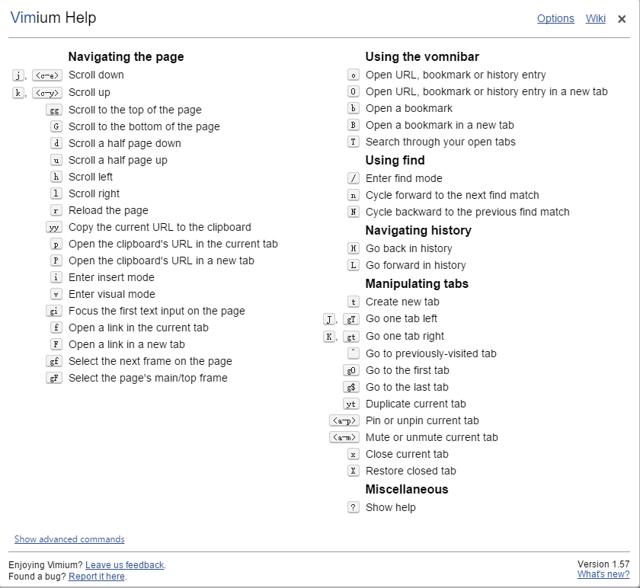 Vimium Help
Options Wiki ×
Navigating the page
j, <c-e> Scroll down
k, <c-y> Scroll up
gg Scroll to the top of the page
G Scroll to the bottom of the page
d Scroll a half page down
u Scroll a half page up
h Scroll left
l Scroll right
r Reload the page
yy Copy the current URL to the clipboard
p Open the clipboard's URL in the current tab
P Open the clipboard's URL in a new tab
i Enter insert mode
v Enter visual mode
gi Focus the first text input on the page
f Open a link in the current tab
F Open a link in a new tab
gf Select the next frame on the page
gF Select the page's main/top frame
Using the vomnibar
o Open URL, bookmark or history entry
O Open URL, bookmark or history entry in a new tab
b Open a bookmark
B Open a bookmark in a new tab
T Search through your open tabs
Using find
/ Enter find mode
n Cycle forward to the next find match
N Cycle backward to the previous find match
Navigating history
H Go back in history
L Go forward in history
Manipulating tabs
t Create new tab
J, gT Go one tab left
K, gt Go one tab right
^ Go to previously-visited tab
g0 Go to the first tab
g$ Go to the last tab
yt Duplicate current tab
<a-p> Pin or unpin current tab
<a-m> Mute or unmute current tab
x Close current tab
X Restore closed tab
Miscellaneous
? Show help
Show advanced commands
Enjoying Vimium? Leave us feedback.
Found a bug? Report it here.
Version 1.57
What's new?